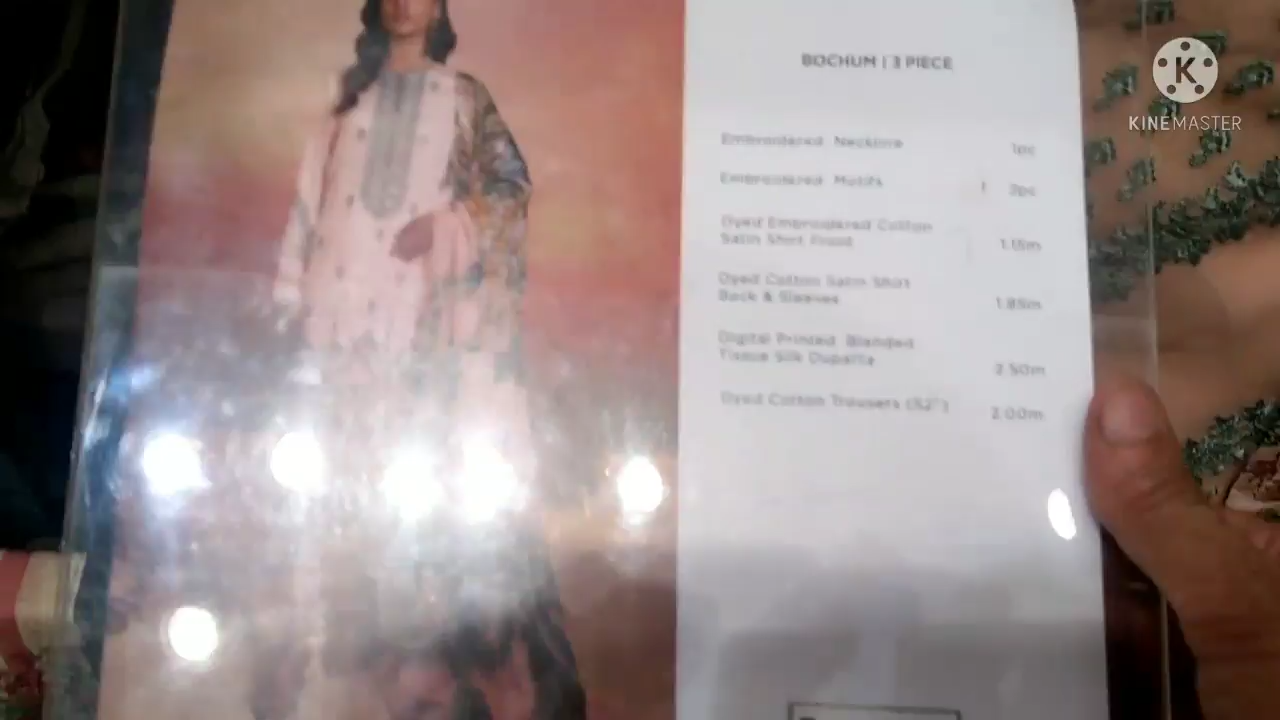 BOCHUM | 3 PIECE
K
KINEMASTER
Embroidered Neckline 1pc
Embroidered Motifs 2pc
Dyed Embroidered Cotton
Satin Shirt Front 1.15m
Dyed Cotton Satin Shirt
Back & Sleeves 1.85m
Digital Printed Blended
Tissue Silk Dupatta 2.50m
Dyed Cotton Trousers (52") 2.00m